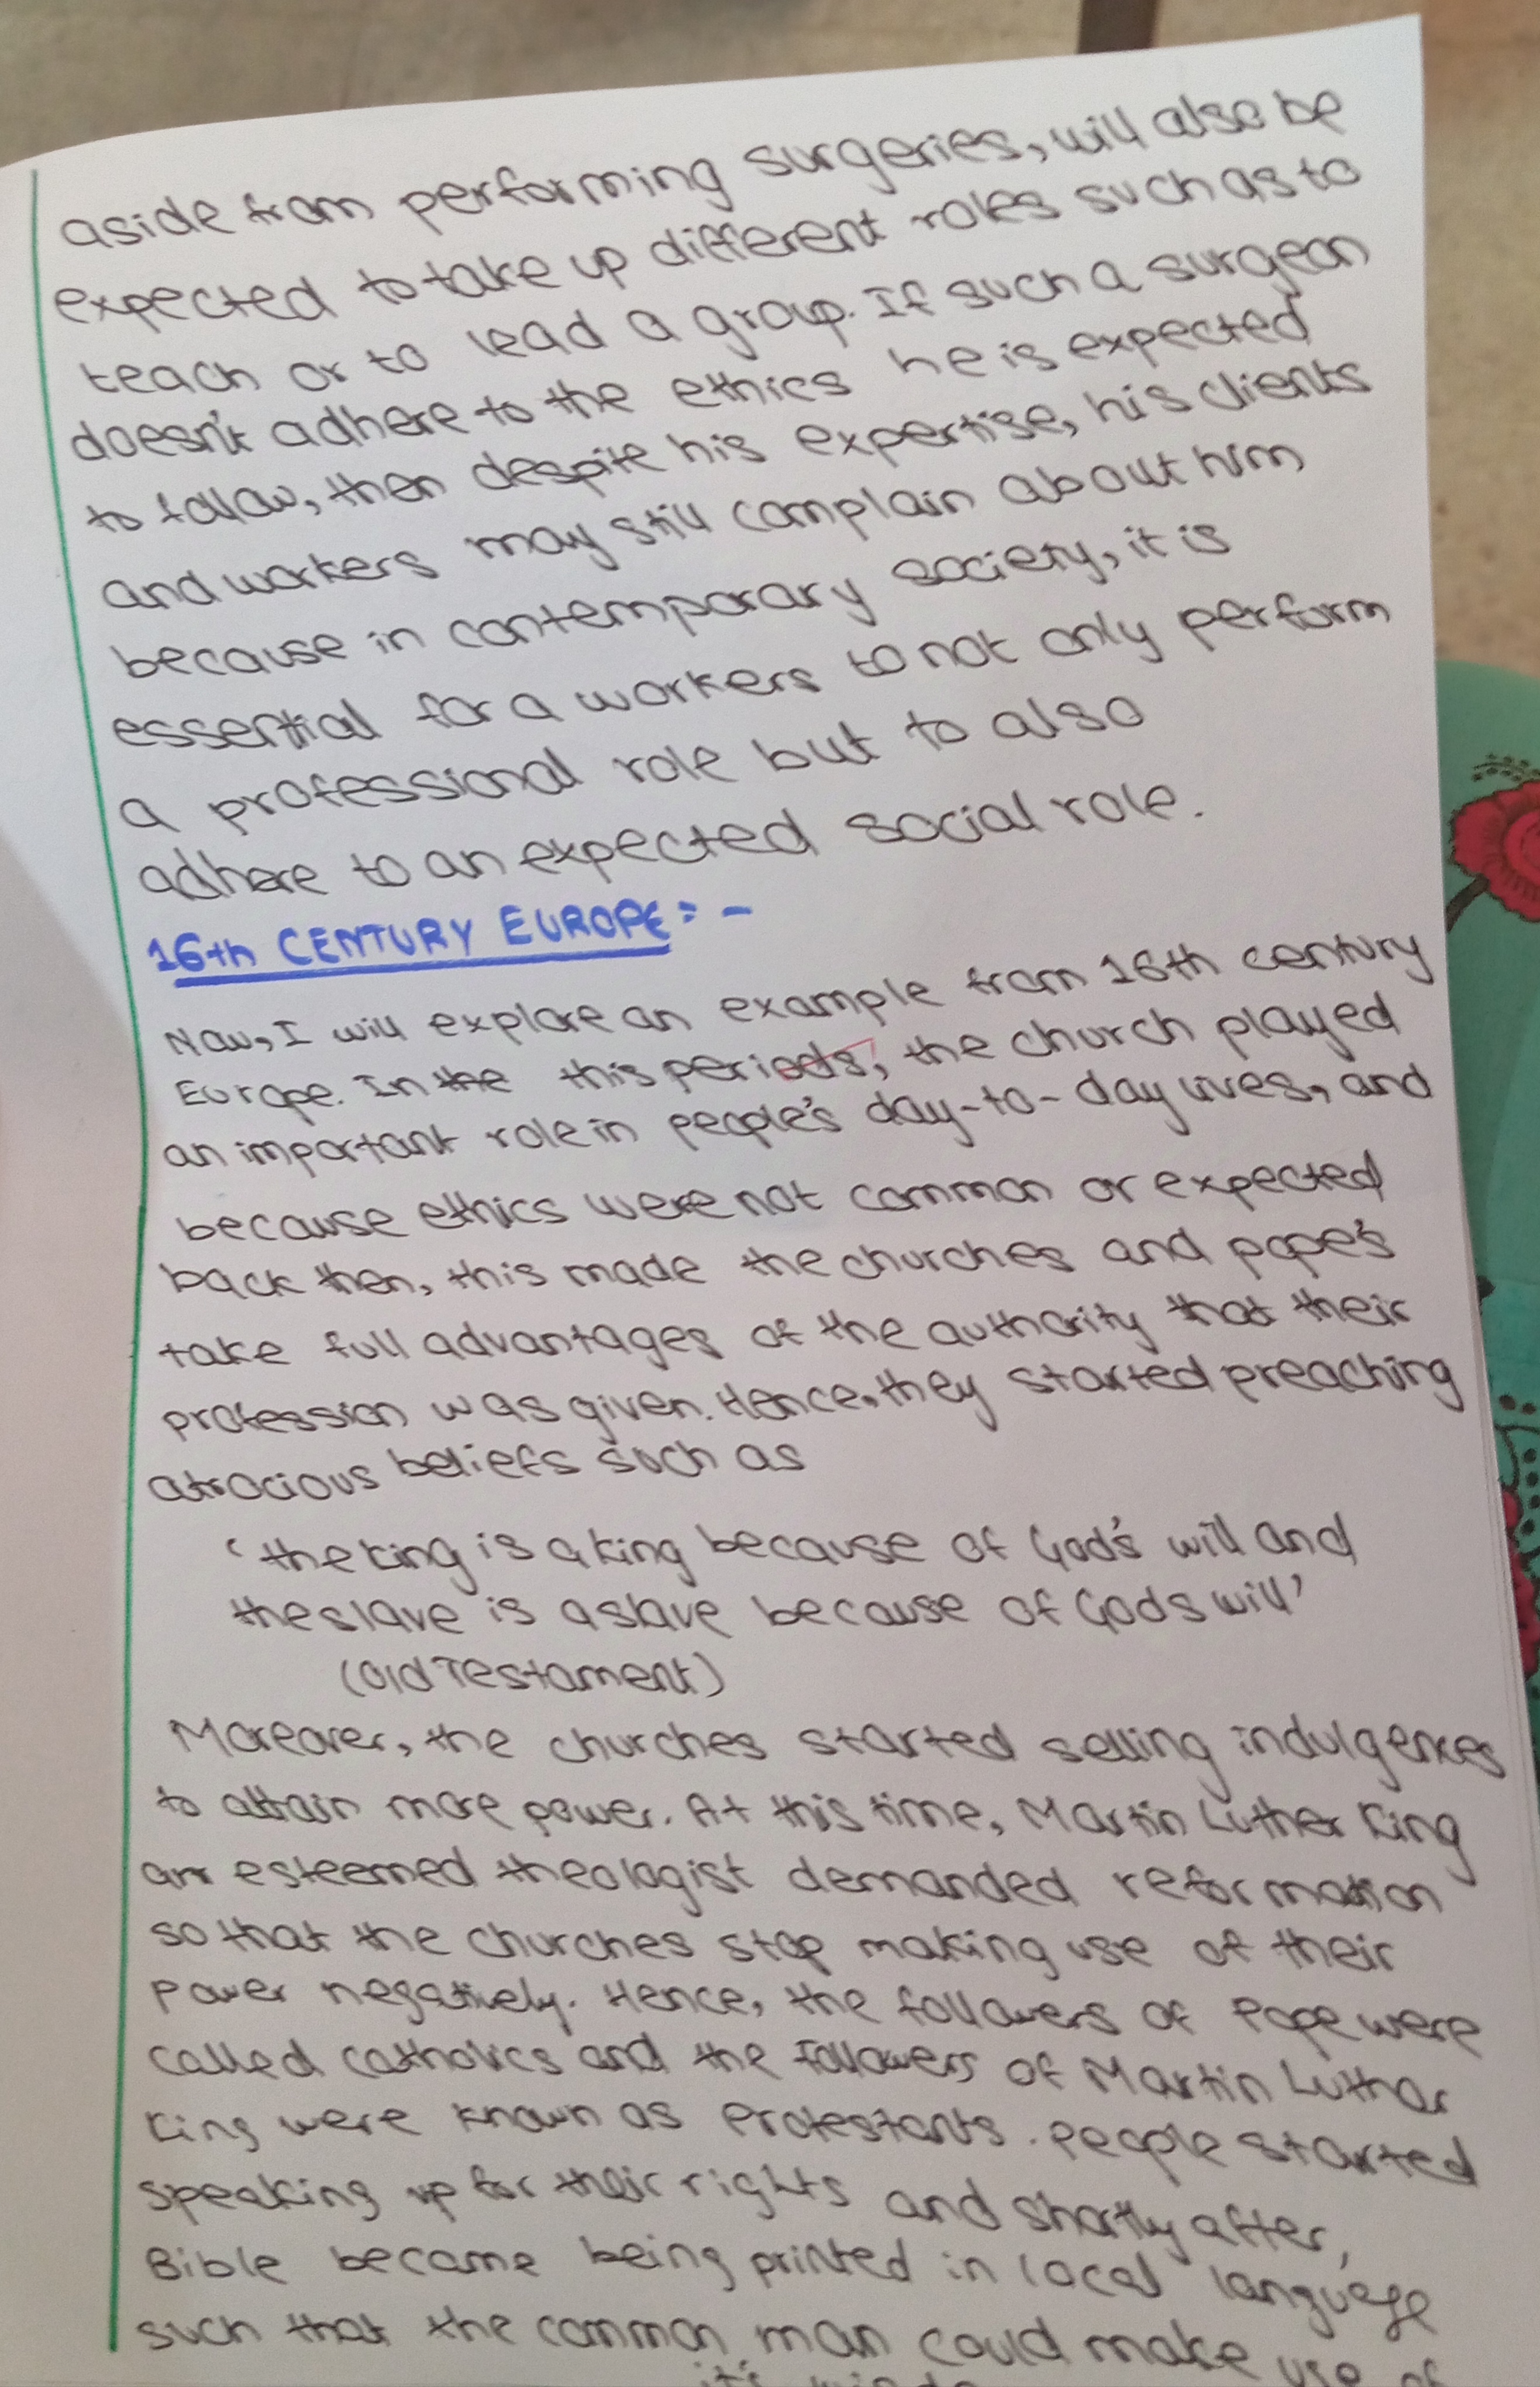 aside from performing surgeries, will also be
expected to take up different roles such as to
teach or to lead a group. If such a surgeon
doesn't adhere to the ethics he is expected
to follow, then despite his expertise, his clients
and workers may still complain about him
because in contemporary society, it is
essential for a workers to not only perform
a professional role but to also
adhere to an expected social role.
16th CENTURY EUROPE:-
Now, I will explore an example from 16th century
Europe. In the this periods, the church played
an important role in people's day-to-day lives, and
because ethics were not common or expected
back then, this made the churches and pope's
take full advantages of the authority that their
profession was given. Hence, they started preaching
atrocious beliefs such as
'the king is a king because of God's will and
the slave is a slave because of Gods will'
(Old Testament)
Moreover, the churches started selling indulgences
to attain more power. At this time, Martin Luther King
an esteemed theologist demanded reformation
so that the churches stop making use of their
power negatively. Hence, the followers of Pope were
called catholics and the followers of Martin Luthar
King were known as Protestants. People started
speaking up for their rights and shortly after,
Bible became being printed in local language
such that the common man could make use of
it's